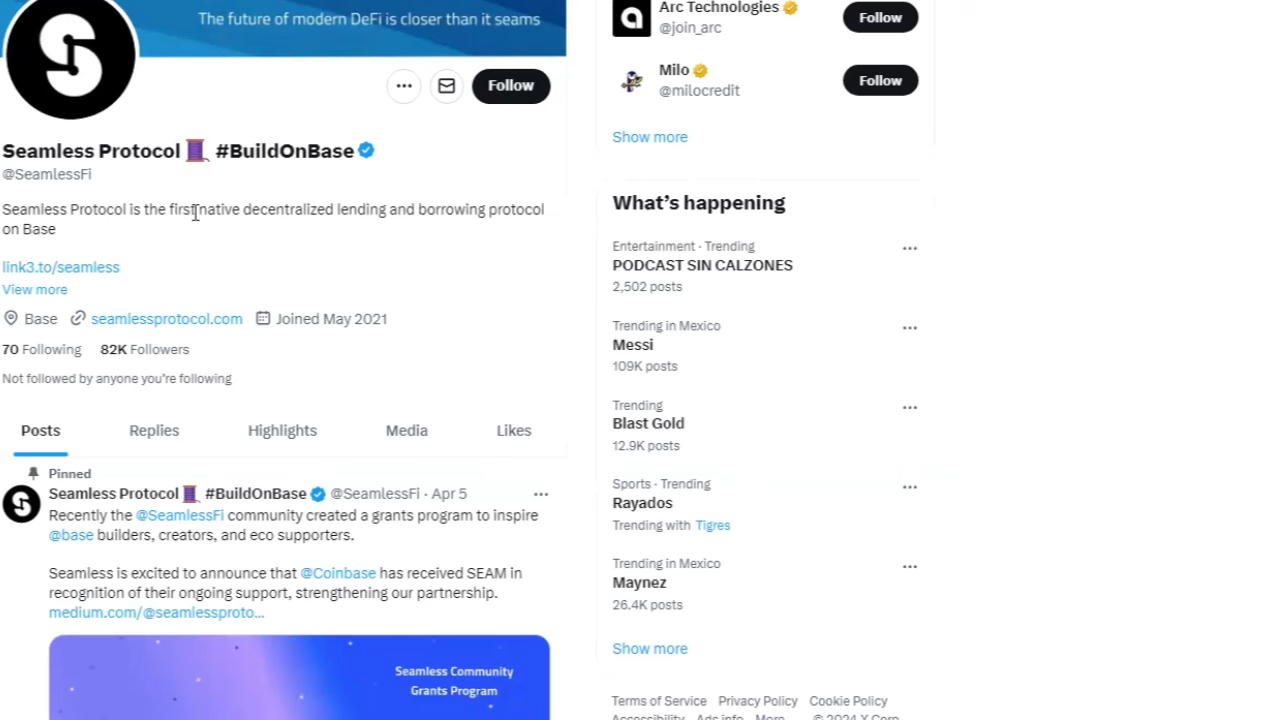 The future of modern DeFi is closer than it seams
Follow
Seamless Protocol 🧵 #BuildOnBase
@SeamlessFi
Seamless Protocol is the first native decentralized lending and borrowing protocol
on Base
link3.to/seamless
View more
Base seamlessprotocol.com Joined May 2021
70 Following 82K Followers
Not followed by anyone you're following
Posts Replies Highlights Media Likes
Pinned
Seamless Protocol 🧵 #BuildOnBase @SeamlessFi · Apr 5
Recently the @SeamlessFi community created a grants program to inspire
@base builders, creators, and eco supporters.
Seamless is excited to announce that @Coinbase has received SEAM in
recognition of their ongoing support, strengthening our partnership.
medium.com/@seamlessproto...
Seamless Community
Grants Program
Arc Technologies
@join_arc
Follow
Milo
@milocredit
Follow
Show more
What's happening
Entertainment · Trending
PODCAST SIN CALZONES
2,502 posts
Trending in Mexico
Messi
109K posts
Trending
Blast Gold
12.9K posts
Sports · Trending
Rayados
Trending with Tigres
Trending in Mexico
Maynez
26.4K posts
Show more
Terms of Service Privacy Policy Cookie Policy
Accessibility Ads info More © 2024 X Corp.